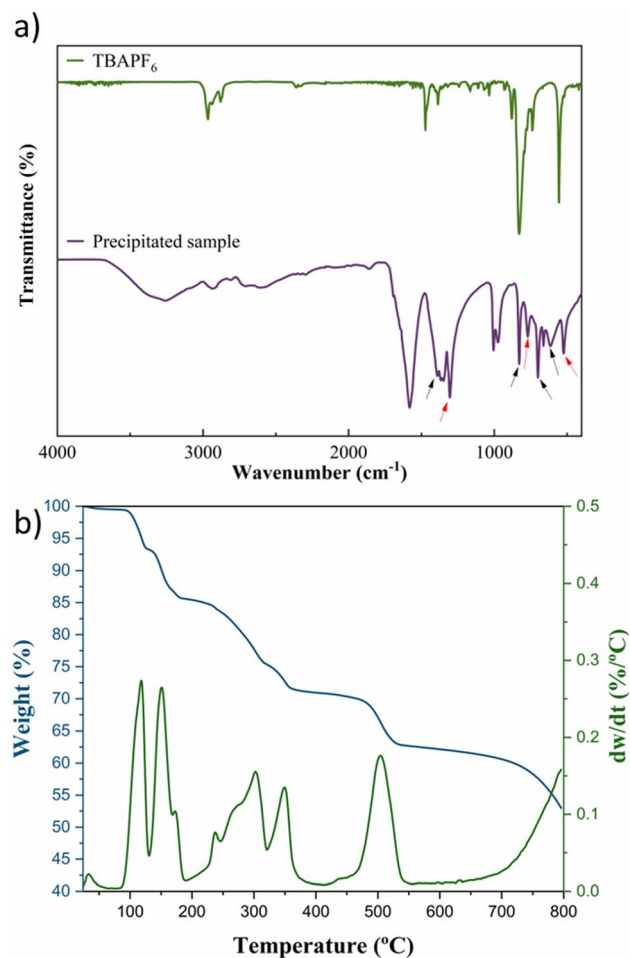 a)
TBAPF6
Precipitated sample
Transmittance (%)
4000 3000 2000 1000
Wavenumber (cm-1)
b)
100 0.5
95
90 0.4
85
80 0.3
75
70 0.2
65
60
55 0.1
50
45
40 0.0
Weight (%)
dw/dt (%/ºC)
100 200 300 400 500 600 700 800
Temperature (ºC)